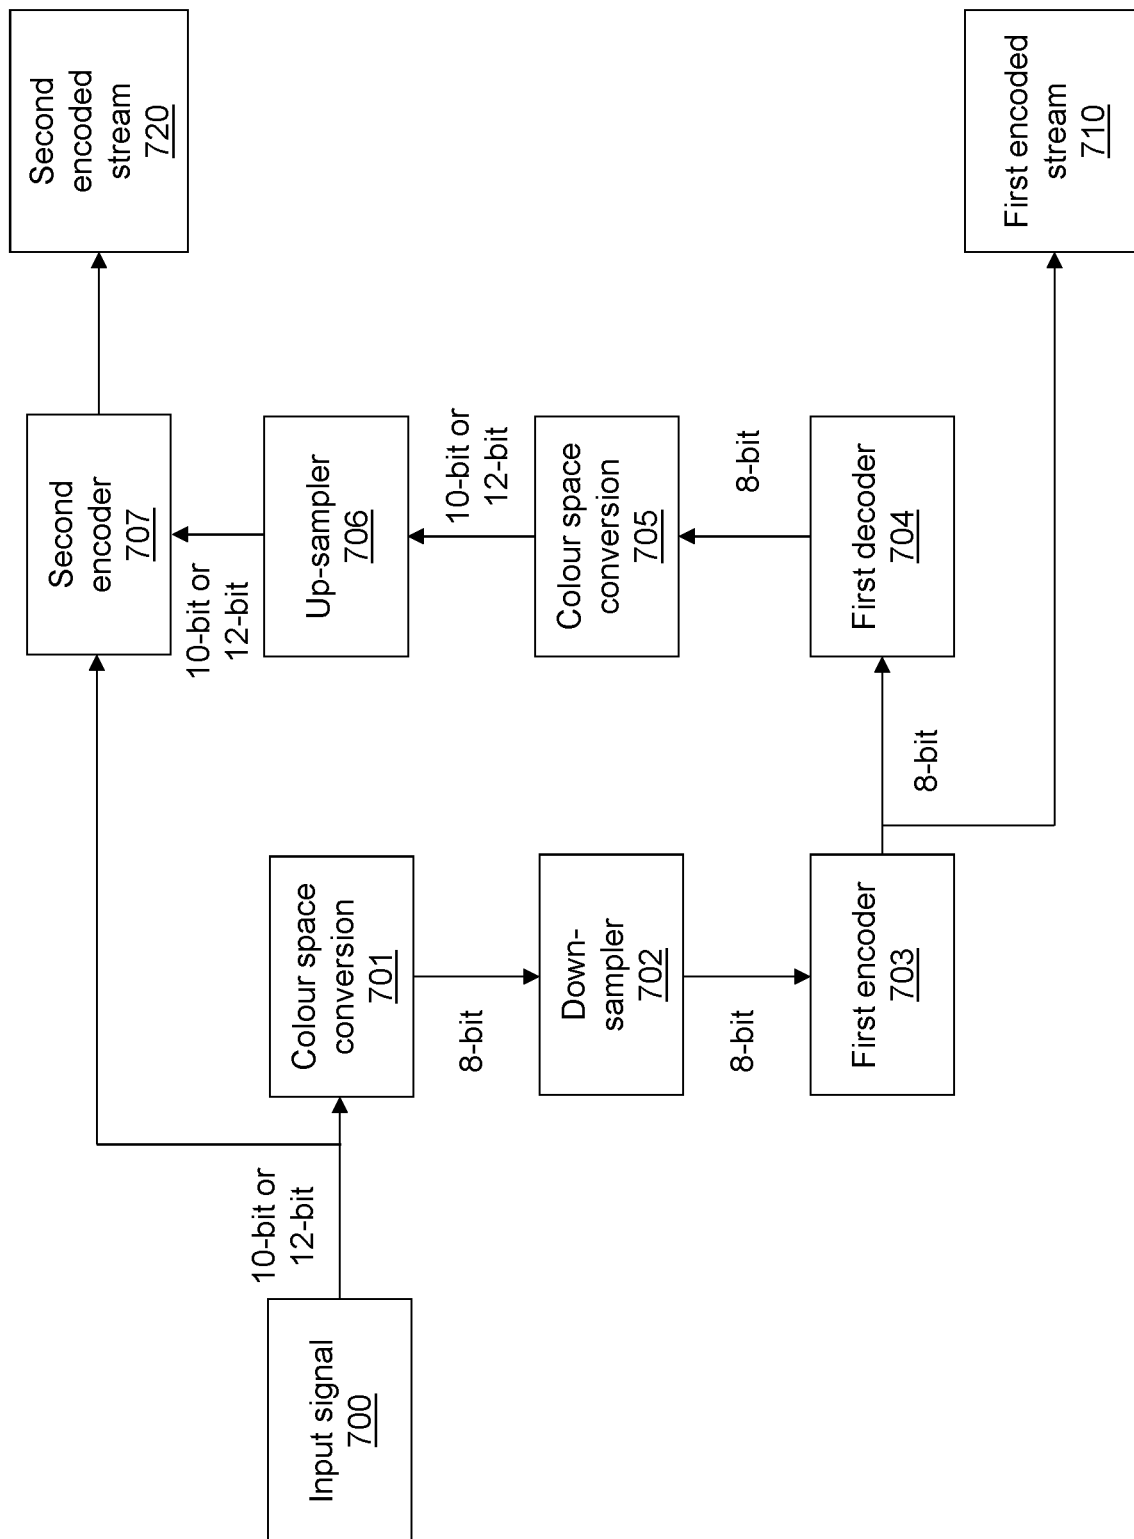 Input signal
700
10-bit or
12-bit
Colour space
conversion
701
8-bit
Down-
sampler
702
8-bit
First encoder
703
8-bit
First decoder
704
8-bit
Colour space
conversion
705
10-bit or
12-bit
Up-sampler
706
10-bit or
12-bit
Second
encoder
707
Second
encoded
stream
720
First encoded
stream
710